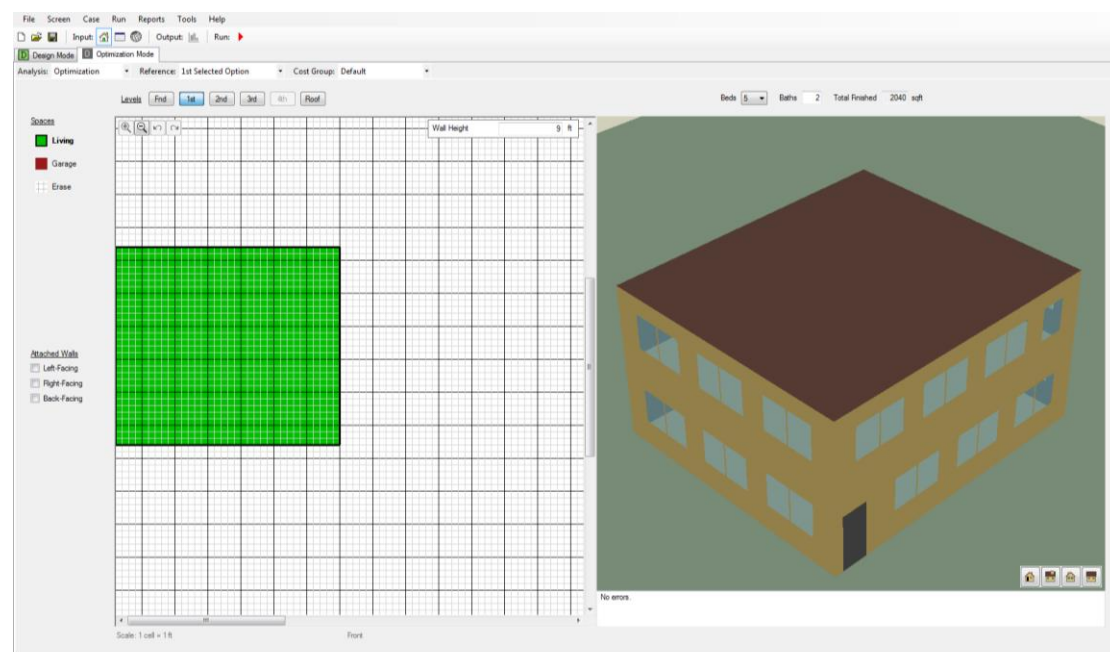 File Screen Case Run Reports Tools Help
Input: Output: Run:
Design Mode Optimization Mode
Analysis: Optimization Reference: 1st Selected Option Cost Group: Default
Levels Fnd 1st 2nd 3rd 4th Roof Beds 5 Baths 2 Total Finished 2040 sqft
Spaces
Living
Garage
Erase
Wall Height 9 ft
Attached Walls
Left-Facing
Right-Facing
Back-Facing
No errors.
Scale: 1 cell = 1 ft Front